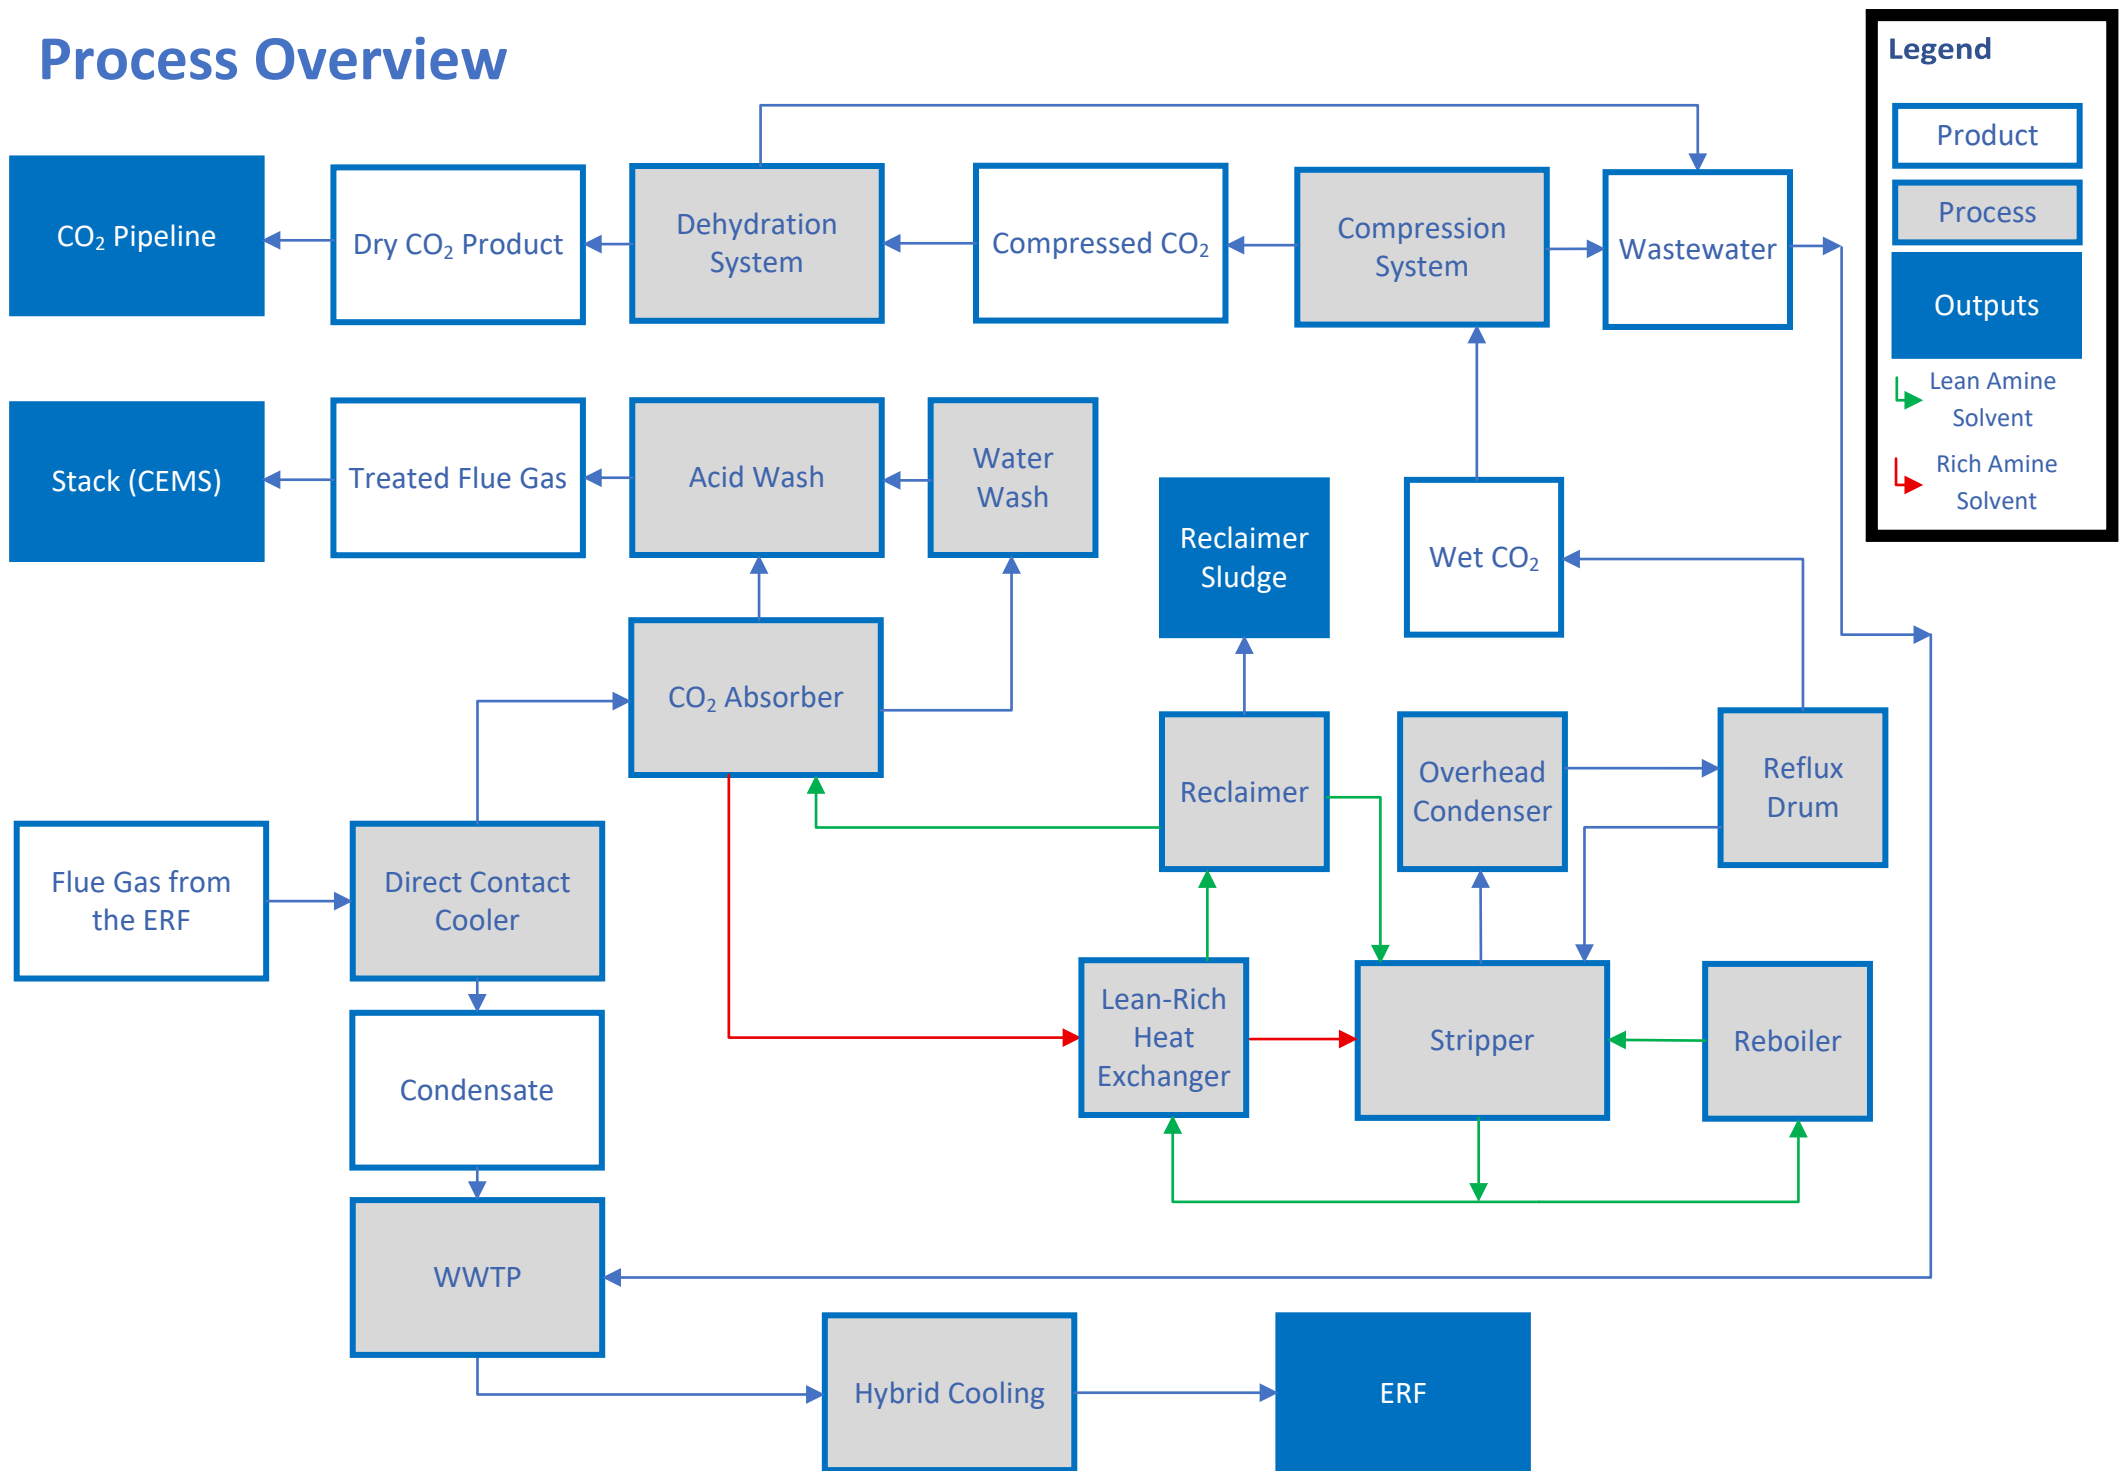 Process Overview
Legend
Product
Process
Outputs
Lean Amine
Solvent
Rich Amine
Solvent
CO₂ Pipeline
Dry CO₂ Product
Dehydration
System
Compressed CO₂
Compression
System
Wastewater
Stack (CEMS)
Treated Flue Gas
Acid Wash
Water
Wash
Reclaimer
Sludge
Wet CO₂
CO₂ Absorber
Reclaimer
Overhead
Condenser
Reflux
Drum
Flue Gas from
the ERF
Direct Contact
Cooler
Lean-Rich
Heat
Exchanger
Stripper
Reboiler
Condensate
WWTP
Hybrid Cooling
ERF